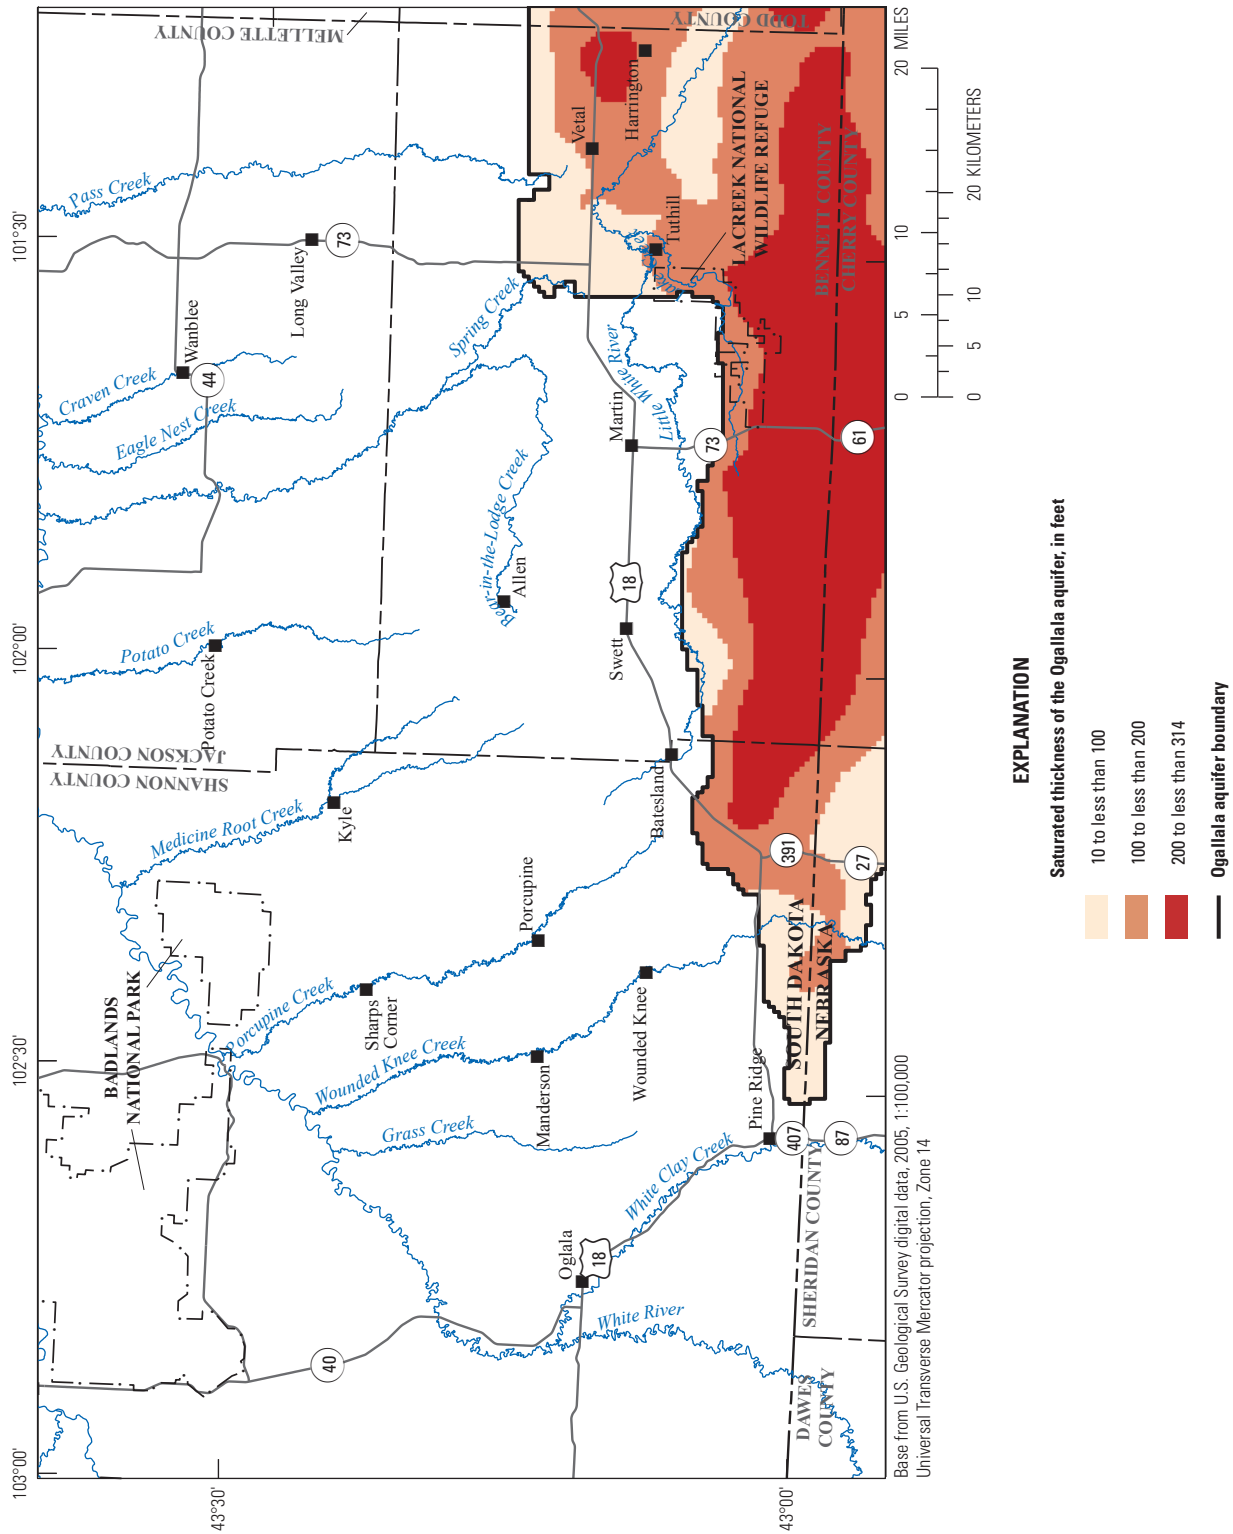 103°00'
102°30'
102°00'
101°30'
43°30'
43°00'
BADLANDS
NATIONAL PARK
SHANNON COUNTY
JACKSON COUNTY
MELLETTE COUNTY
TODD COUNTY
BENNETT COUNTY
CHERRY COUNTY
SHERIDAN COUNTY
DAWES
COUNTY
SOUTH DAKOTA
NEBRASKA
LACREEK NATIONAL
WILDLIFE REFUGE
Pass Creek
Craven Creek
Eagle Nest Creek
Potato Creek
Potato Creek
Medicine Root Creek
Porcupine Creek
Wounded Knee Creek
Grass Creek
White Clay Creek
White River
Bear-in-the-Lodge Creek
Spring Creek
Little White River
Lake Creek
Wanblee
Long Valley
Kyle
Sharps
Corner
Porcupine
Manderson
Wounded Knee
Allen
Oglala
Pine Ridge
Batesland
Swett
Martin
Vetal
Harrington
Tuthill
44
73
40
18
18
73
61
391
27
407
87
Base from U.S. Geological Survey digital data, 2005, 1:100,000
Universal Transverse Mercator projection, Zone 14
0 5 10 20 MILES
0 5 10 20 KILOMETERS
EXPLANATION
Saturated thickness of the Ogallala aquifer, in feet
10 to less than 100
100 to less than 200
200 to less than 314
Ogallala aquifer boundary